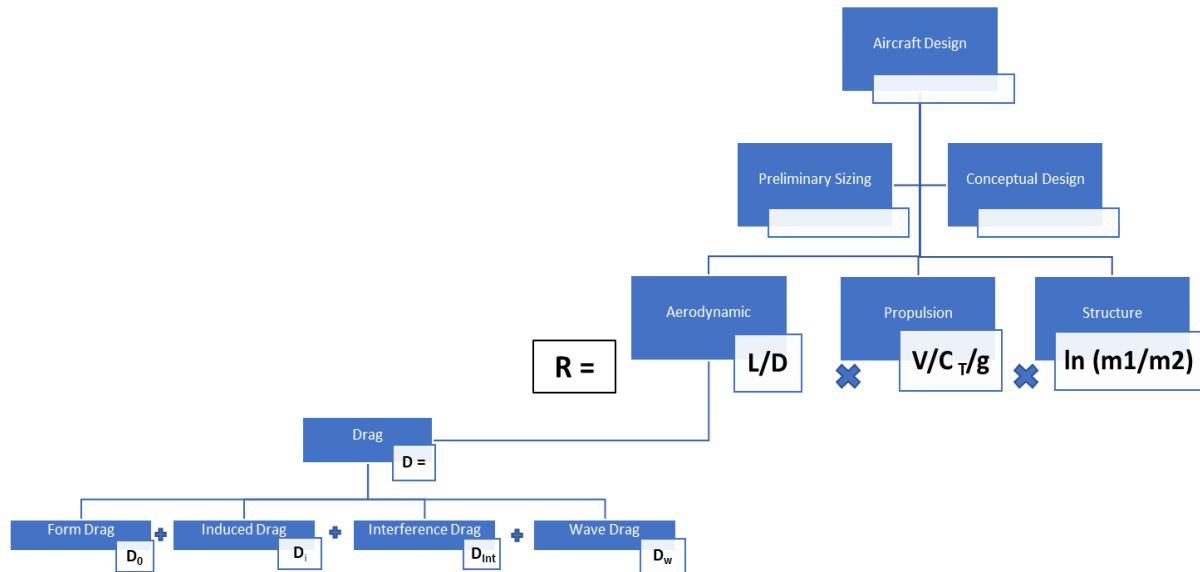 Aircraft Design
Preliminary Sizing
Conceptual Design
Aerodynamic
Propulsion
Structure
R =
L/D
V/C T/g
ln (m1/m2)
Drag
D =
Form Drag
Induced Drag
Interference Drag
Wave Drag
D0
Di
DInt
Dw